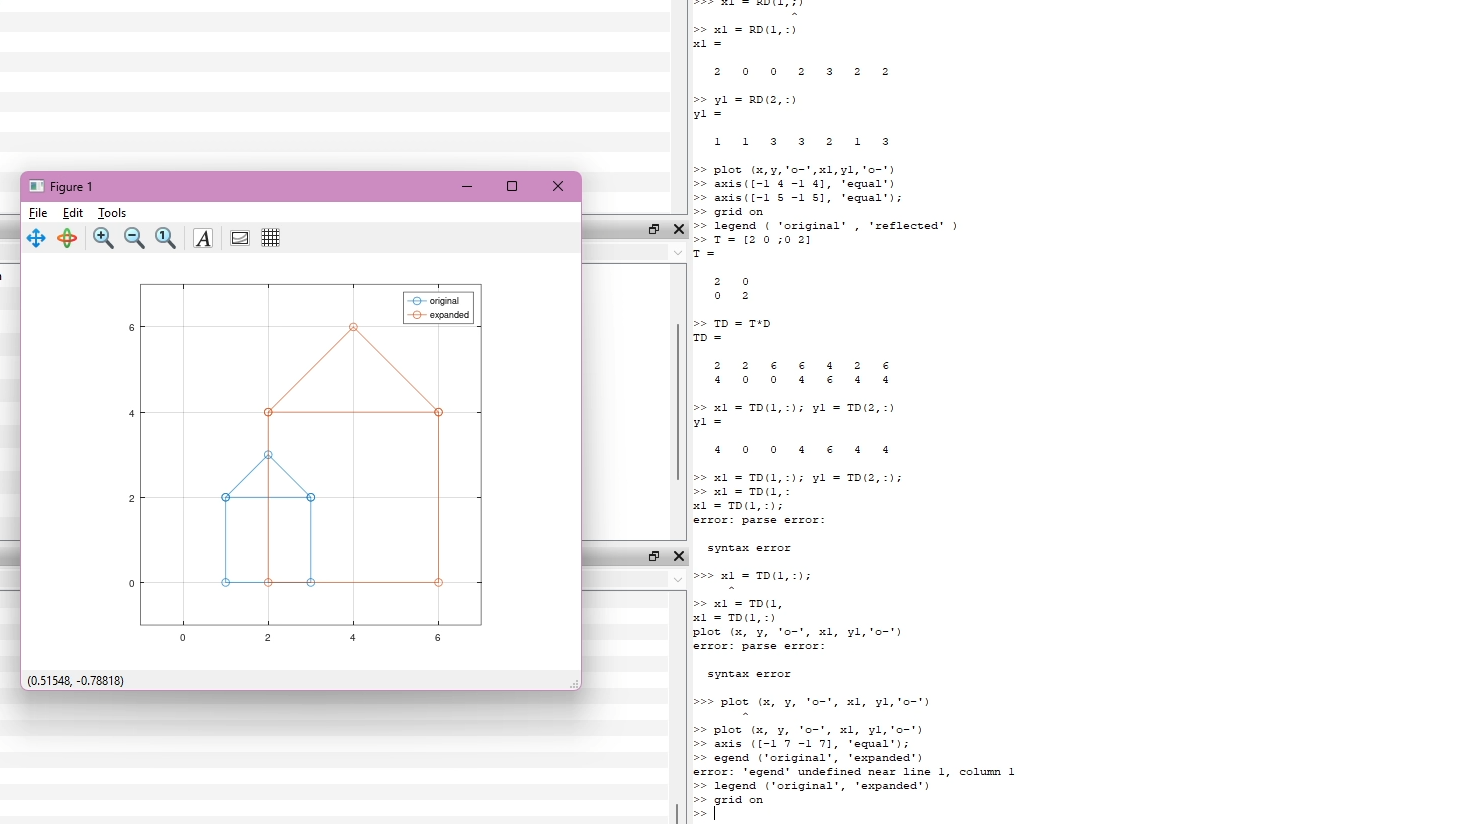 >>> x1 = RD(1,;)
^
>> x1 = RD(1,:)
x1 =
2 0 0 2 3 2 2
>> y1 = RD(2,:)
y1 =
1 1 3 3 2 1 3
>> plot (x,y,'o-',x1,y1,'o-')
>> axis([-1 4 -1 4], 'equal')
>> axis([-1 5 -1 5], 'equal');
>> grid on
>> legend ( 'original' , 'reflected' )
>> T = [2 0 ;0 2]
T =
2 0
0 2
>> TD = T*D
TD =
2 2 6 6 4 2 6
4 0 0 4 6 4 4
>> x1 = TD(1,:); y1 = TD(2,:)
y1 =
4 0 0 4 6 4 4
>> x1 = TD(1,:); y1 = TD(2,:);
>> x1 = TD(1,:
x1 = TD(1,:);
error: parse error:
syntax error
>>> x1 = TD(1,:);
^
>> x1 = TD(1,
x1 = TD(1,:)
plot (x, y, 'o-', x1, y1,'o-')
error: parse error:
syntax error
>>> plot (x, y, 'o-', x1, y1,'o-')
^
>> plot (x, y, 'o-', x1, y1,'o-')
>> axis ([-1 7 -1 7], 'equal');
>> egend ('original', 'expanded')
error: 'egend' undefined near line 1, column 1
>> legend ('original', 'expanded')
>> grid on
>>
Figure 1
File Edit Tools
1 A
original
expanded
6
4
2
0
0 2 4 6
(0.51548, -0.78818)